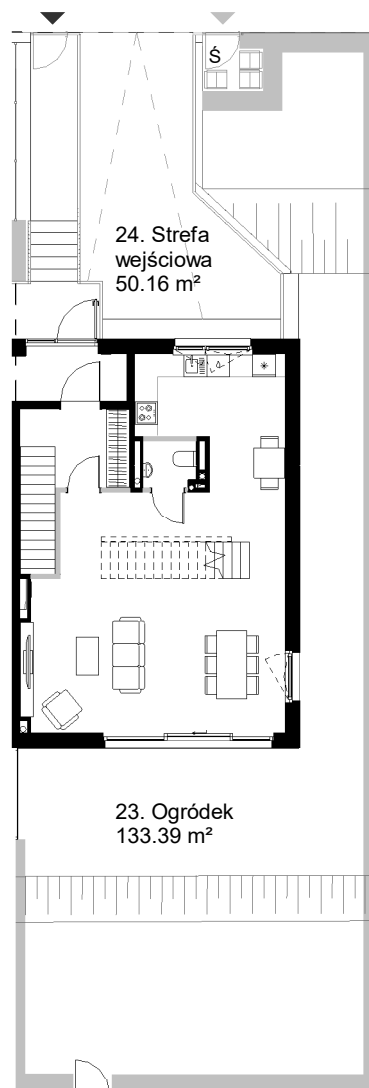 Ś
24. Strefa
wejściowa
50.16 m²
23. Ogródek
133.39 m²